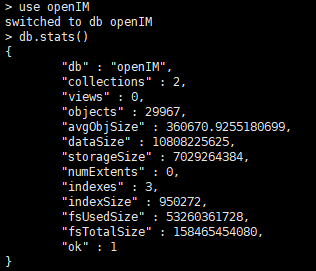 > use openIM
switched to db openIM
> db.stats()
{
        "db" : "openIM",
        "collections" : 2,
        "views" : 0,
        "objects" : 29967,
        "avgObjSize" : 360670.9255180699,
        "dataSize" : 10808225625,
        "storageSize" : 7029264384,
        "numExtents" : 0,
        "indexes" : 3,
        "indexSize" : 950272,
        "fsUsedSize" : 53260361728,
        "fsTotalSize" : 158465454080,
        "ok" : 1
}